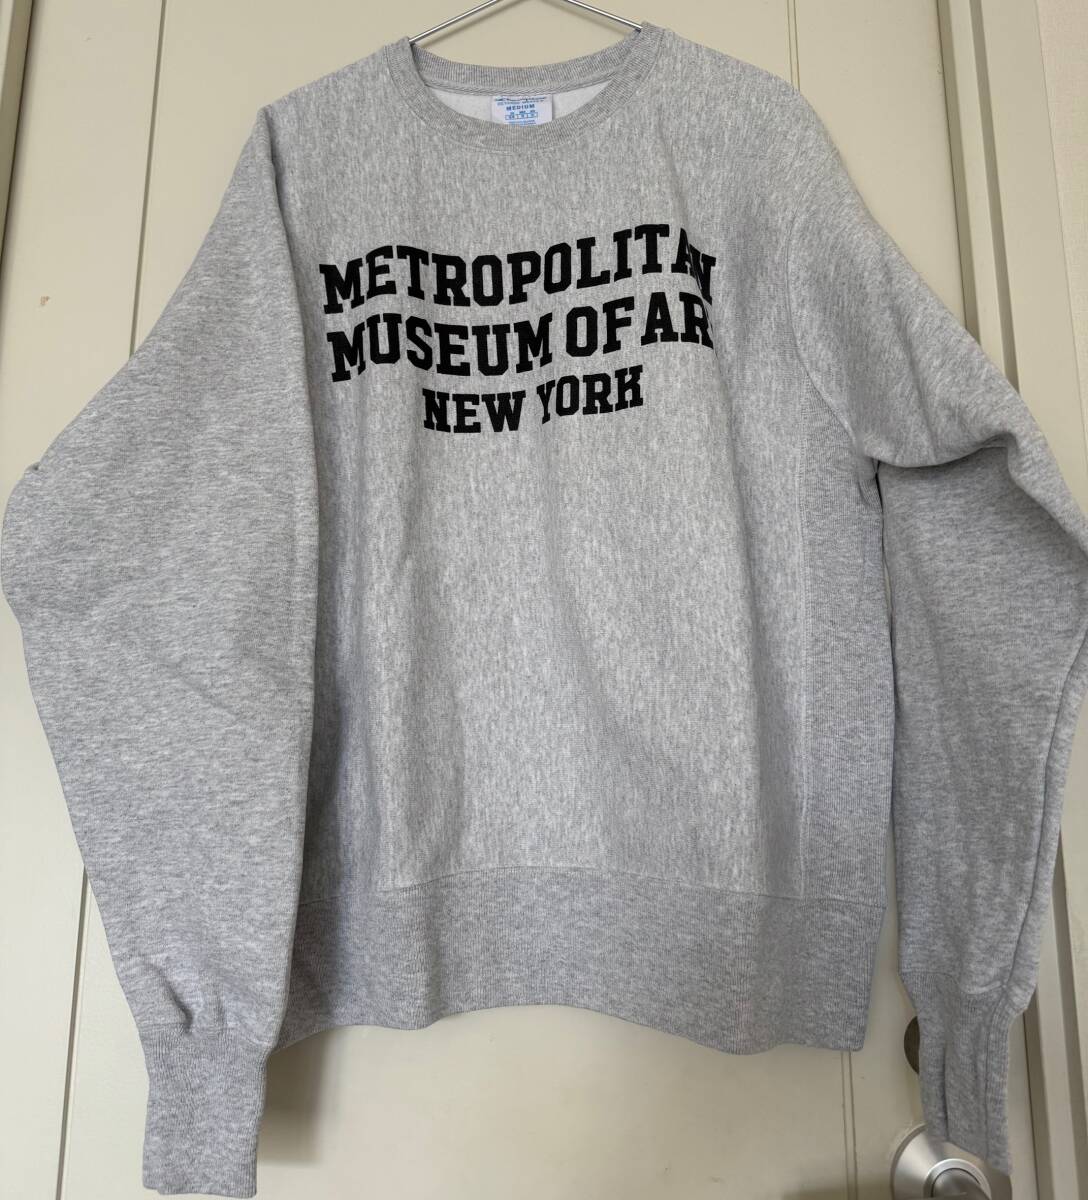 MEDIUM
METROPOLITAN
MUSEUM OF AR
NEW YORK